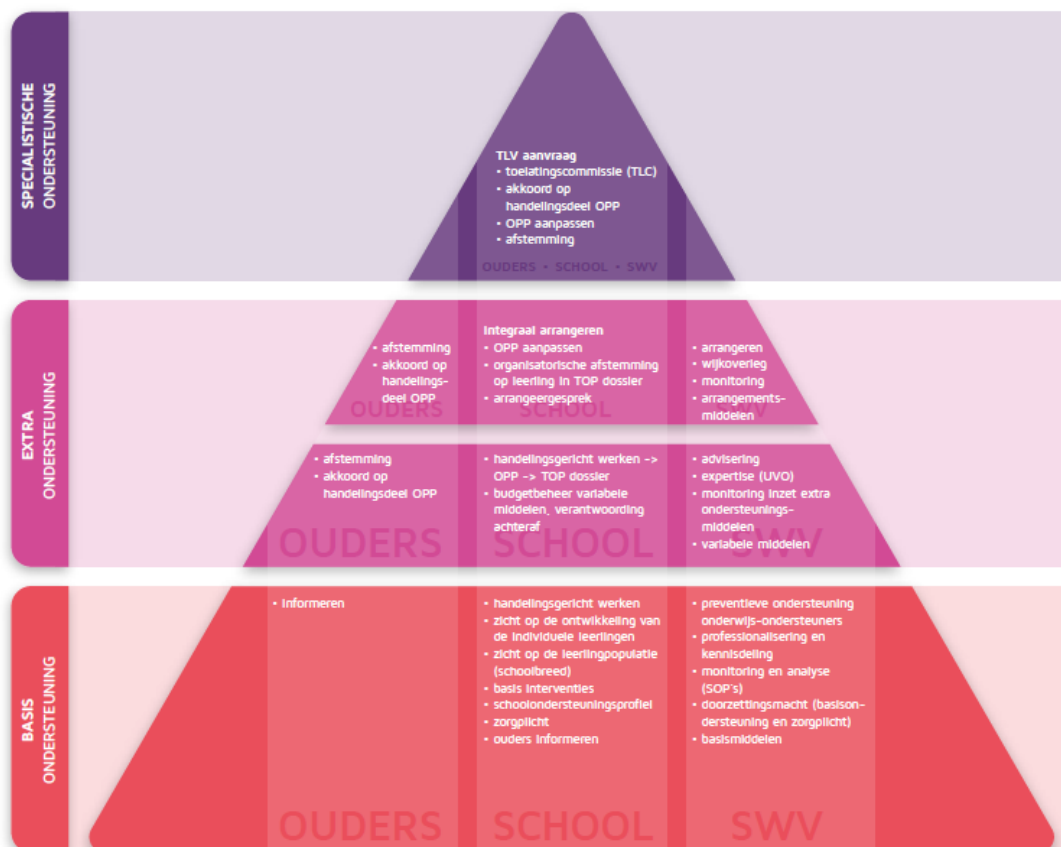 SPECIALISTISCHE
ONDERSTEUNING
TLV aanvraag
• toelatingscommissie (TLC)
• akkoord op
handelingsdeel OPP
• OPP aanpassen
• afstemming
OUDERS • SCHOOL • SWV
EXTRA
ONDERSTEUNING
• afstemming
• akkoord op
handelings-
deel OPP
OUDERS
Integraal arrangeren
• OPP aanpassen
• organisatorische afstemming
op leerling in TOP dossier
• arrangeergesprek
SCHOOL
• arrangeren
• wijkoverleg
• monitoring
• arrangements-
middelen
SWV
• afstemming
• akkoord op
handelingsdeel OPP
OUDERS
• handelingsgericht werken ->
OPP -> TOP dossier
• budgetbeheer variabele
middelen, verantwoording
achteraf
SCHOOL
• advisering
• expertise (UVO)
• monitoring inzet extra
ondersteunings-
middelen
• variabele middelen
SWV
BASIS
ONDERSTEUNING
• informeren
OUDERS
• handelingsgericht werken
• zicht op de ontwikkeling van
de individuele leerlingen
• zicht op de leerlingpopulatie
(schoolbreed)
• basis interventies
• schoolondersteuningsprofiel
• zorgplicht
• ouders informeren
SCHOOL
• preventieve ondersteuning
onderwijs-ondersteuners
• professionalisering en
kennisdeling
• monitoring en analyse
(SOP's)
• doorzettingsmacht (basison-
dersteuning en zorgplicht)
• basismiddelen
SWV